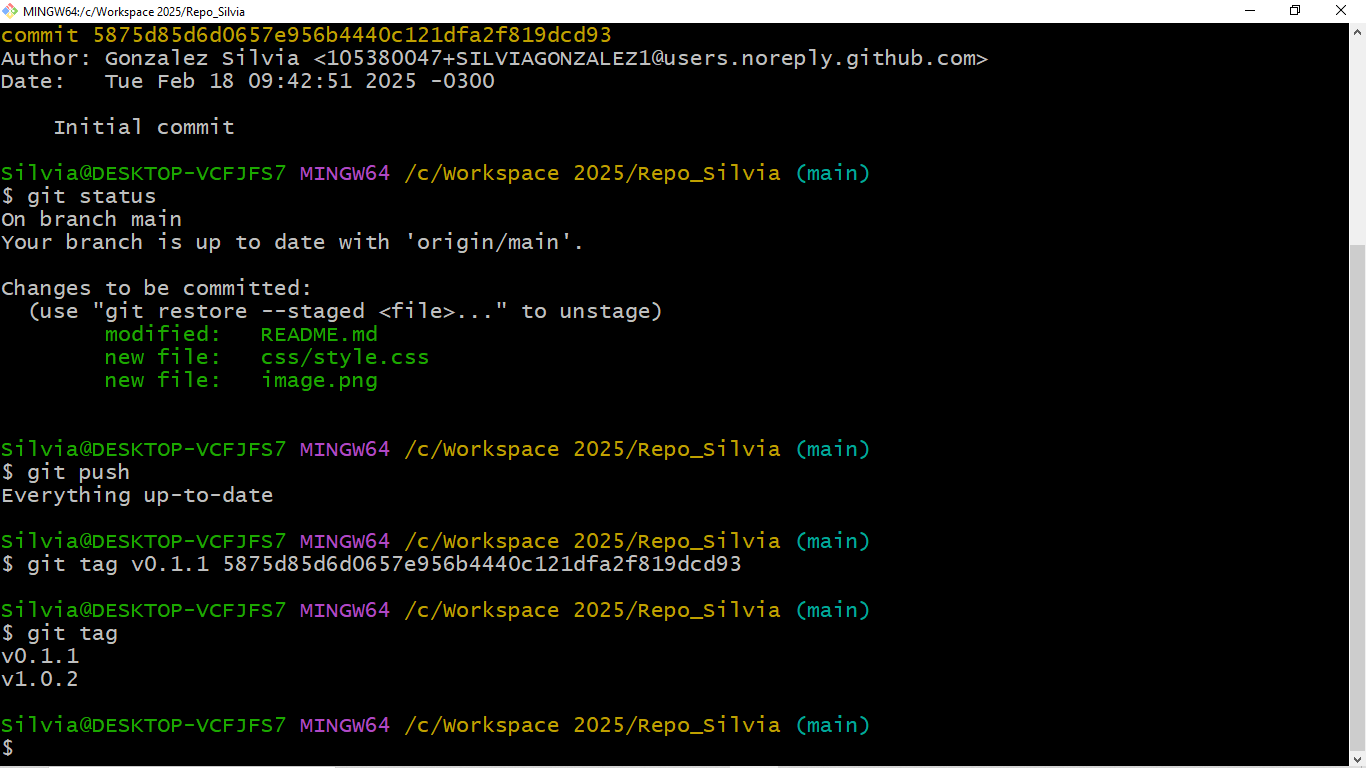 MINGW64:/c/Workspace 2025/Repo_Silvia
commit 5875d85d6d0657e956b4440c121dfa2f819dcd93
Author: Gonzalez Silvia <105380047+SILVIAGONZALEZ1@users.noreply.github.com>
Date:   Tue Feb 18 09:42:51 2025 -0300
Initial commit
Silvia@DESKTOP-VCFJFS7 MINGW64 /c/Workspace 2025/Repo_Silvia (main)
$ git status
On branch main
Your branch is up to date with 'origin/main'.
Changes to be committed:
(use "git restore --staged <file>..." to unstage)
modified:   README.md
new file:   css/style.css
new file:   image.png
Silvia@DESKTOP-VCFJFS7 MINGW64 /c/Workspace 2025/Repo_Silvia (main)
$ git push
Everything up-to-date
Silvia@DESKTOP-VCFJFS7 MINGW64 /c/Workspace 2025/Repo_Silvia (main)
$ git tag v0.1.1 5875d85d6d0657e956b4440c121dfa2f819dcd93
Silvia@DESKTOP-VCFJFS7 MINGW64 /c/Workspace 2025/Repo_Silvia (main)
$ git tag
v0.1.1
v1.0.2
Silvia@DESKTOP-VCFJFS7 MINGW64 /c/Workspace 2025/Repo_Silvia (main)
$